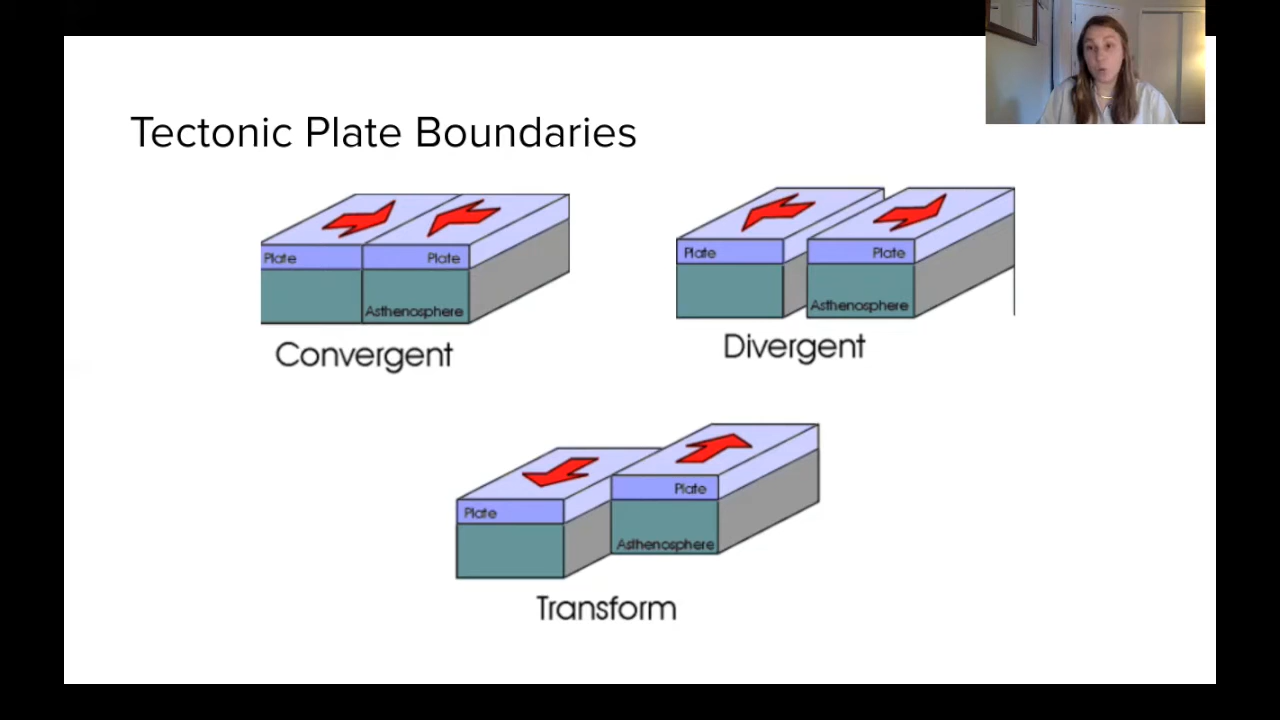 Tectonic Plate Boundaries
Plate
Plate
Asthenosphere
Convergent
Plate
Plate
Asthenosphere
Divergent
Plate
Plate
Asthenosphere
Transform